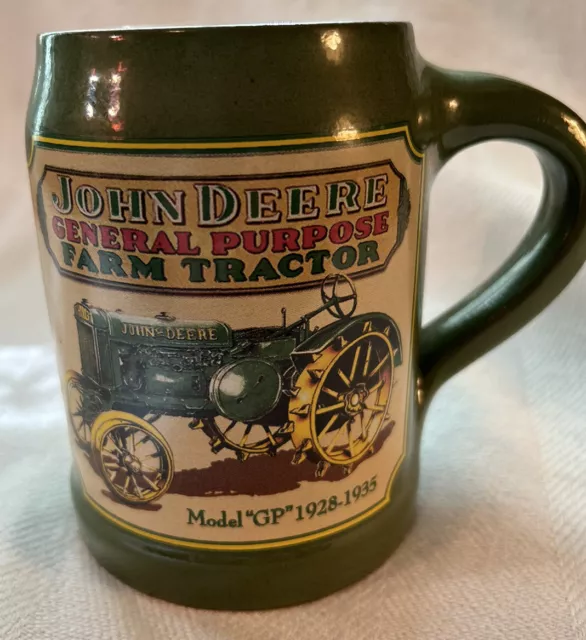 JOHN DEERE
GENERAL PURPOSE
FARM TRACTOR
JOHN DEERE
Model "GP" 1928-1935